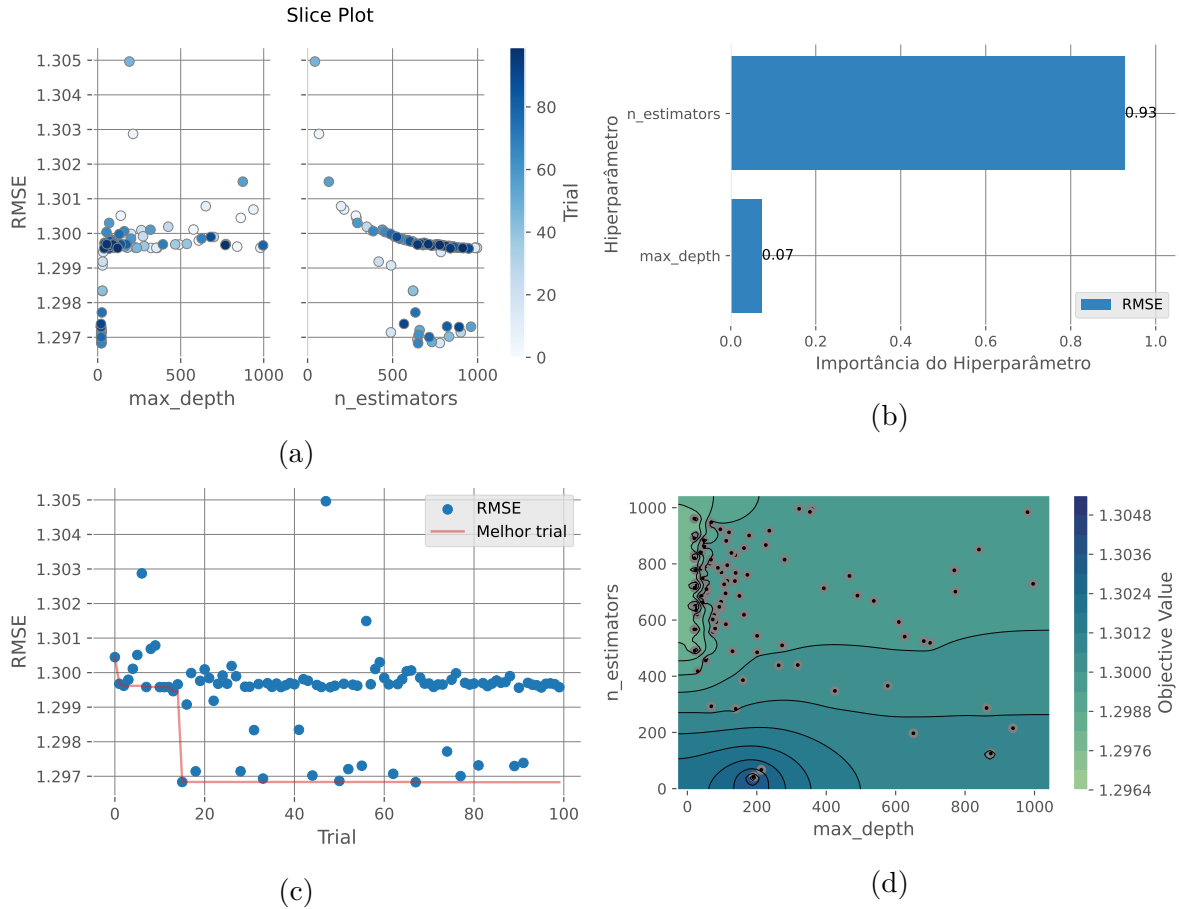 Slice Plot
RMSE
1.305
1.304
1.303
1.302
1.301
1.300
1.299
1.298
1.297
0 500 1000
max_depth
0 500 1000
n_estimators
80
60
40
20
0
Trial
(a)
Hiperparâmetro
n_estimators
max_depth
0.93
0.07
RMSE
0.0 0.2 0.4 0.6 0.8 1.0
Importância do Hiperparâmetro
(b)
RMSE
1.305
1.304
1.303
1.302
1.301
1.300
1.299
1.298
1.297
RMSE
Melhor trial
0 20 40 60 80 100
Trial
(c)
n_estimators
1000
800
600
400
200
0
0 200 400 600 800 1000
max_depth
1.3048
1.3036
1.3024
1.3012
1.3000
1.2988
1.2976
1.2964
Objective Value
(d)